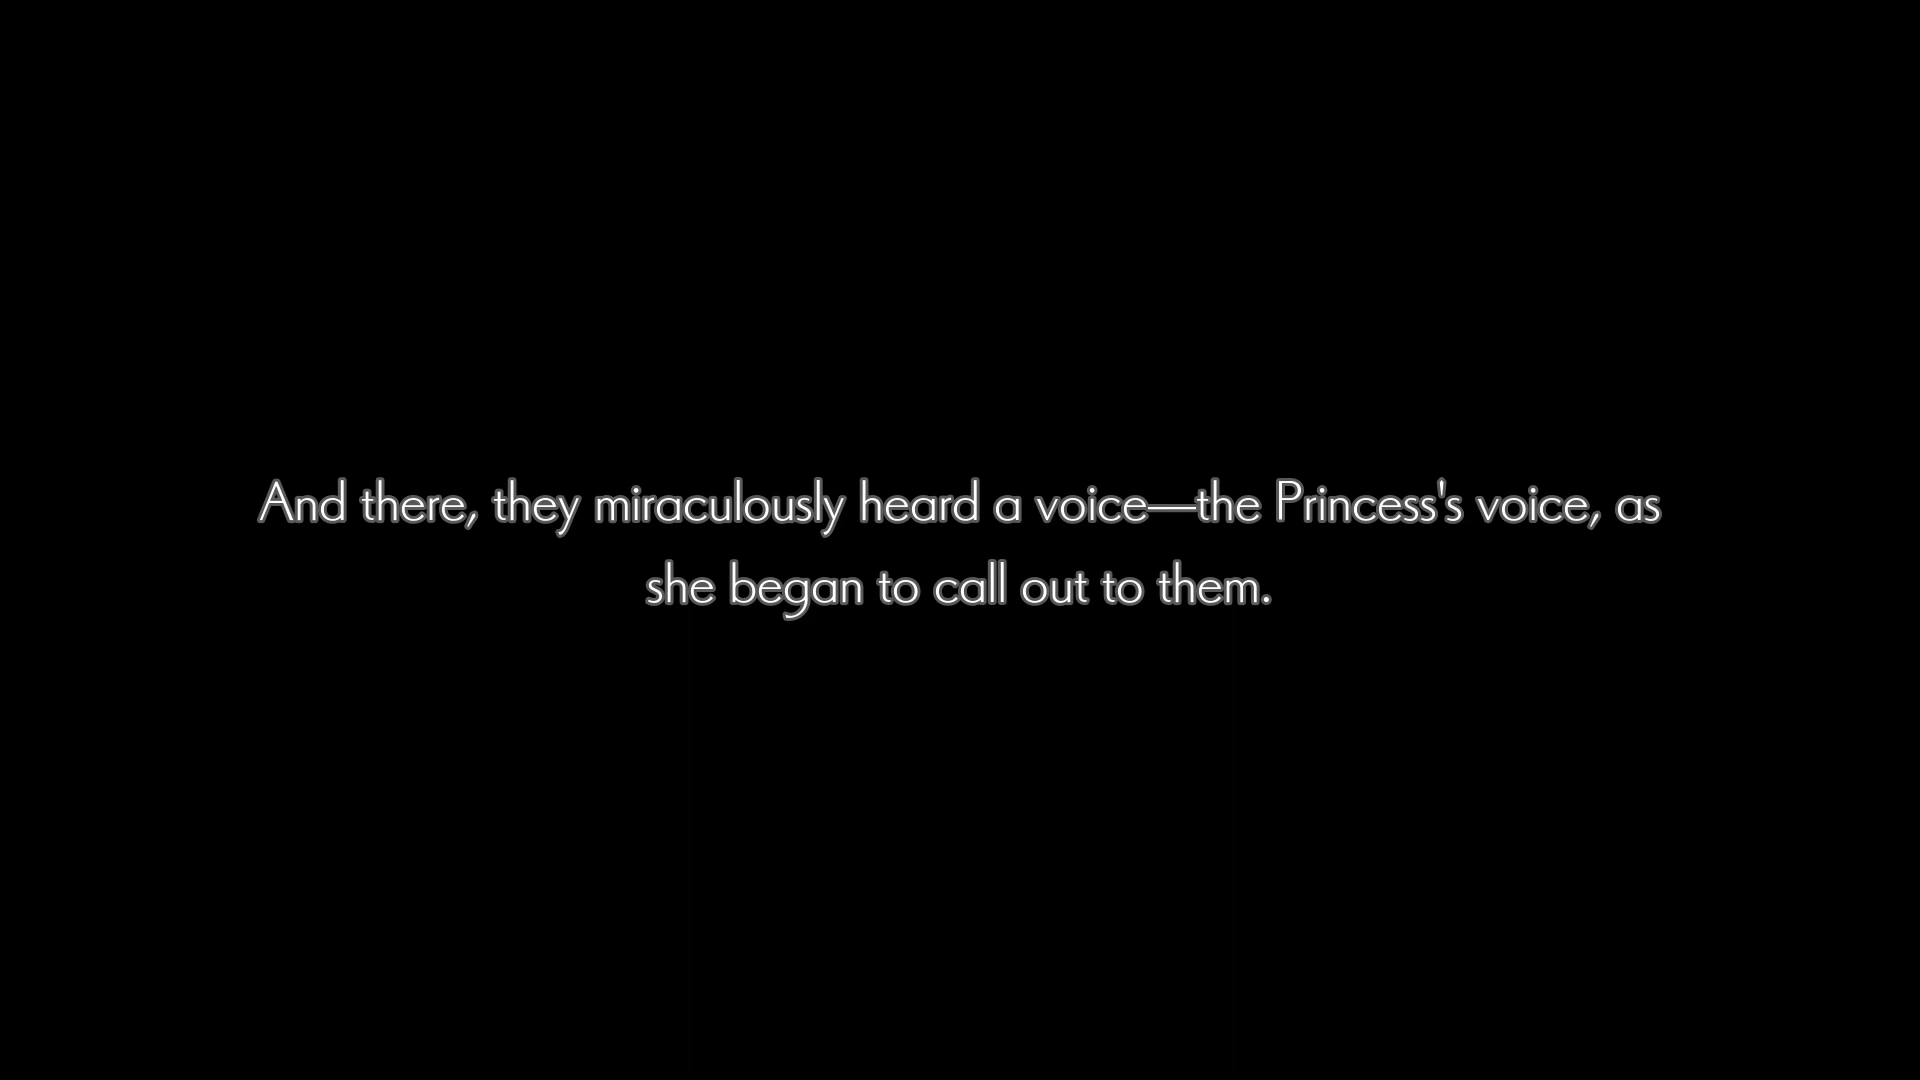 And there, they miraculously heard a voice—the Princess's voice, as
she began to call out to them.